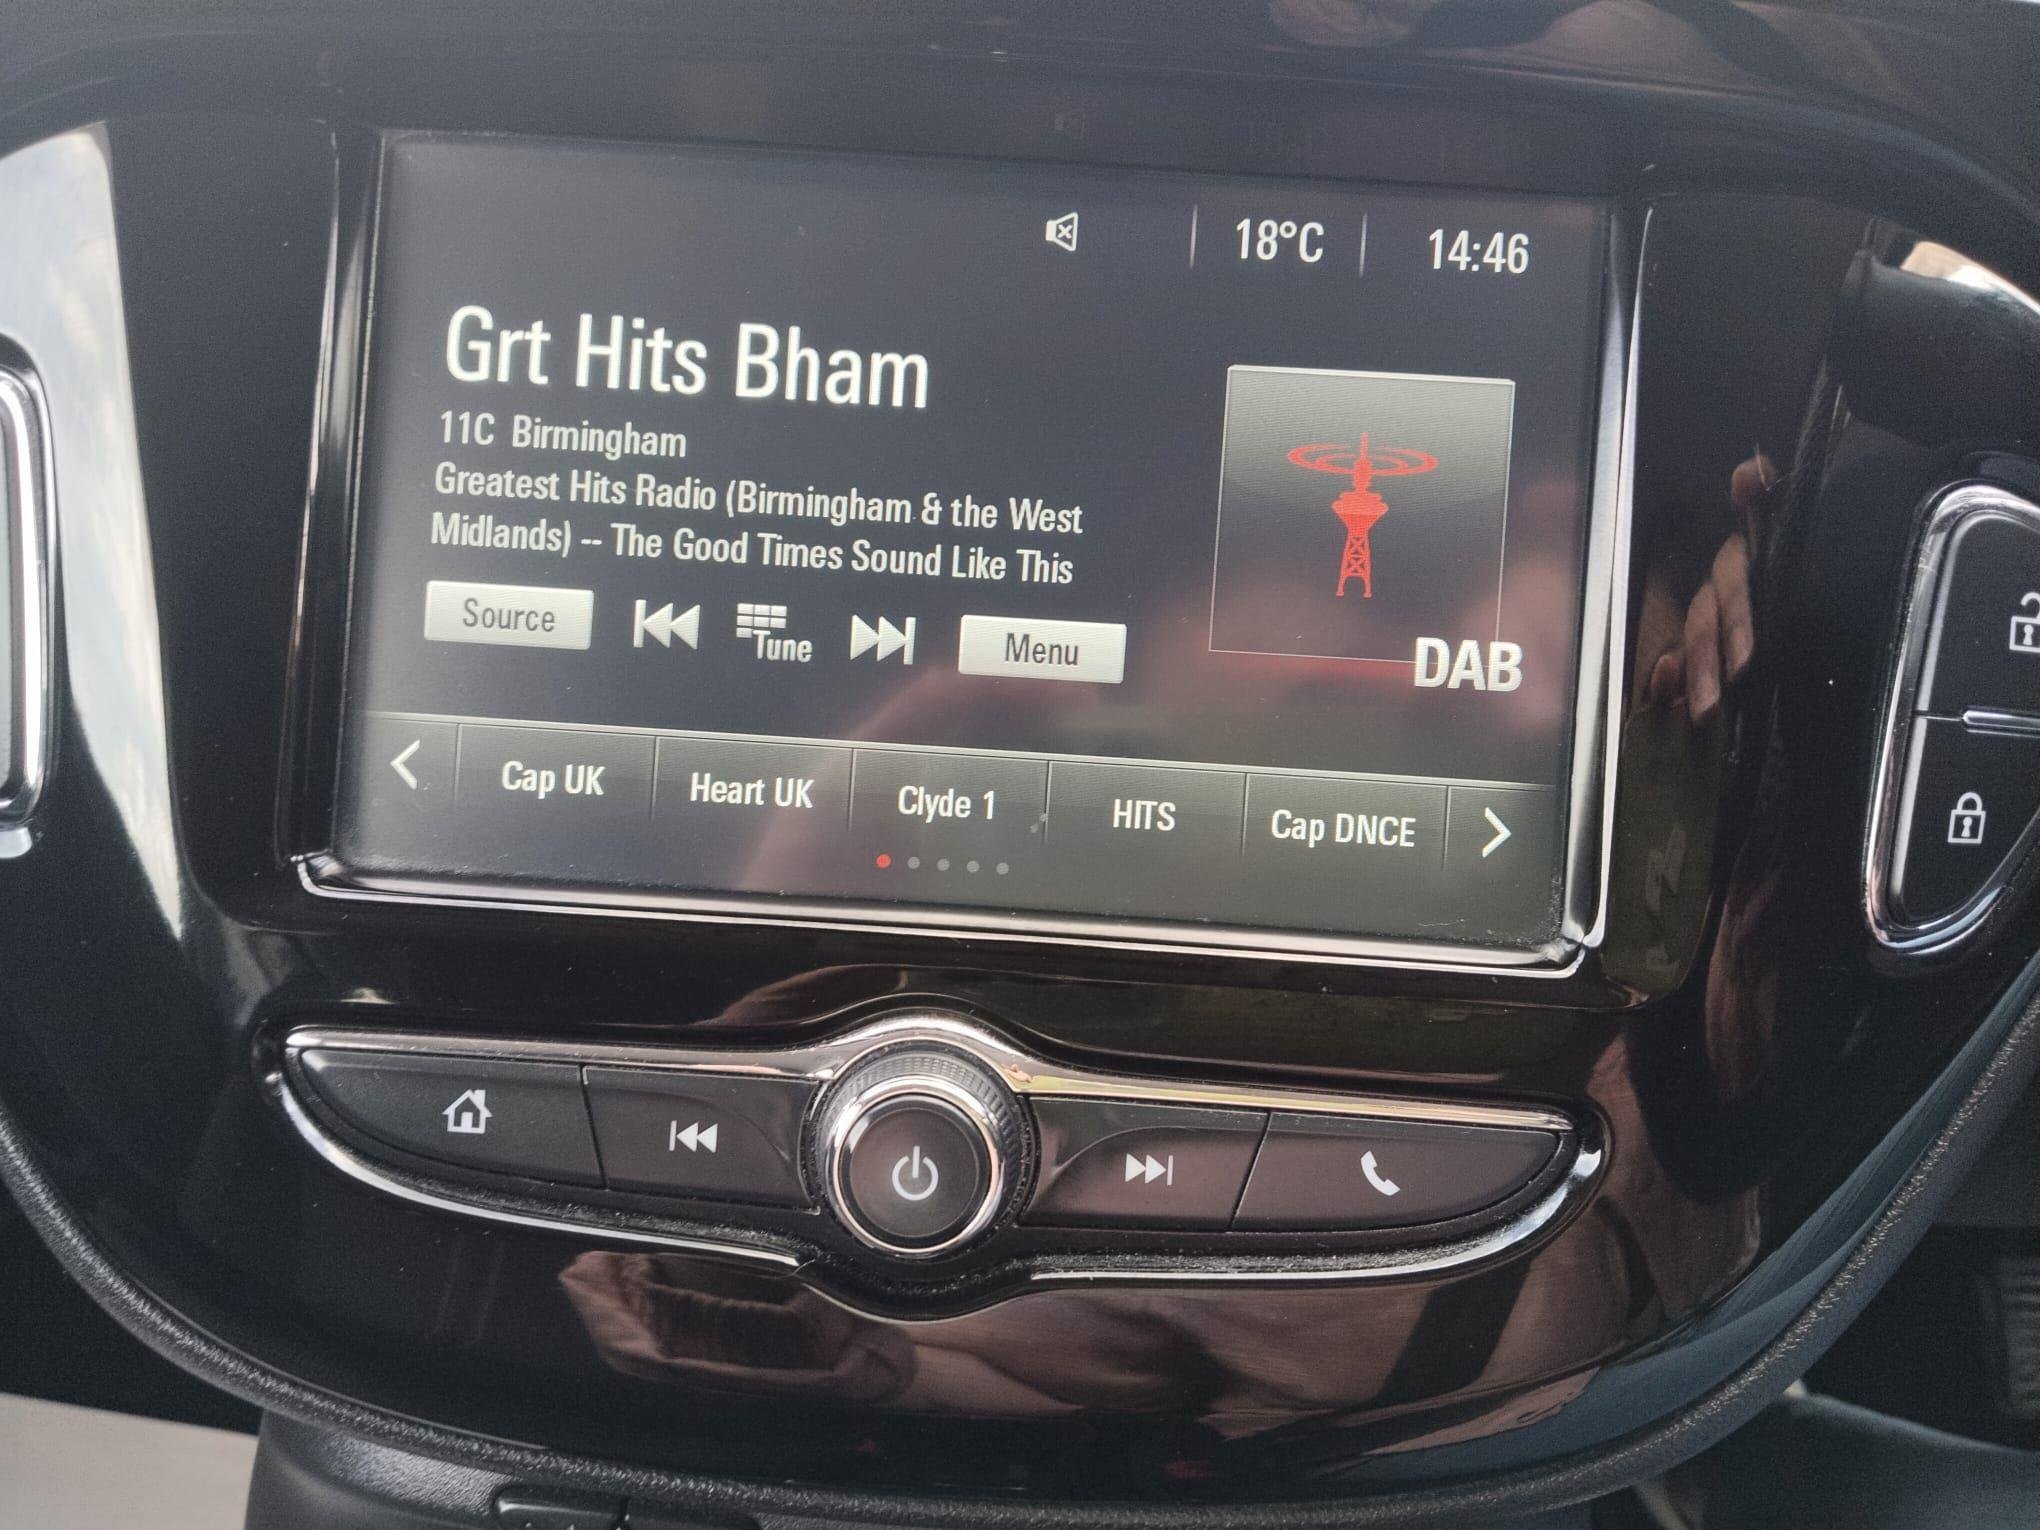 18°C 14:46
Grt Hits Bham
11C Birmingham
Greatest Hits Radio (Birmingham & the West
Midlands) -- The Good Times Sound Like This
Source Tune Menu
DAB
Cap UK Heart UK Clyde 1 HITS Cap DNCE